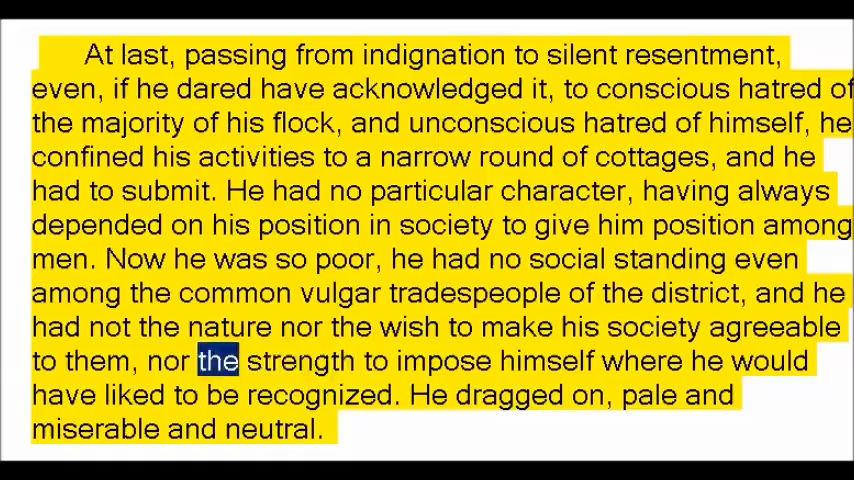 At last, passing from indignation to silent resentment,
even, if he dared have acknowledged it, to conscious hatred of
the majority of his flock, and unconscious hatred of himself, he
confined his activities to a narrow round of cottages, and he
had to submit. He had no particular character, having always
depended on his position in society to give him position among
men. Now he was so poor, he had no social standing even
among the common vulgar tradespeople of the district, and he
had not the nature nor the wish to make his society agreeable
to them, nor the strength to impose himself where he would
have liked to be recognized. He dragged on, pale and
miserable and neutral.